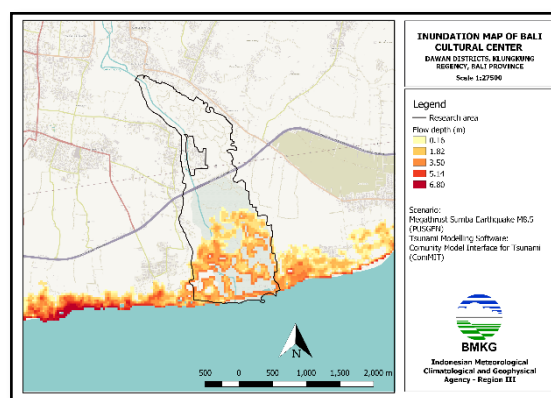 INUNDATION MAP OF BALI
CULTURAL CENTER
DAWAN DISTRICTS, KLUNGKUNG
REGENCY, BALI PROVINCE
Scale 1:27500
Legend
Research area
Flow depth (m)
0.16
1.82
3.50
5.14
6.80
Scenario:
Megathrust Sumba Earthquake M8.5
(PUSGEN)
Tsunami Modelling Software:
Comunity Model Interface for Tsunami
(ComMIT)
BMKG
Indonesian Meteorological
Climatological and Geophysical
Agency - Region III
N
500 0 500 1,000 1,500 2,000 m